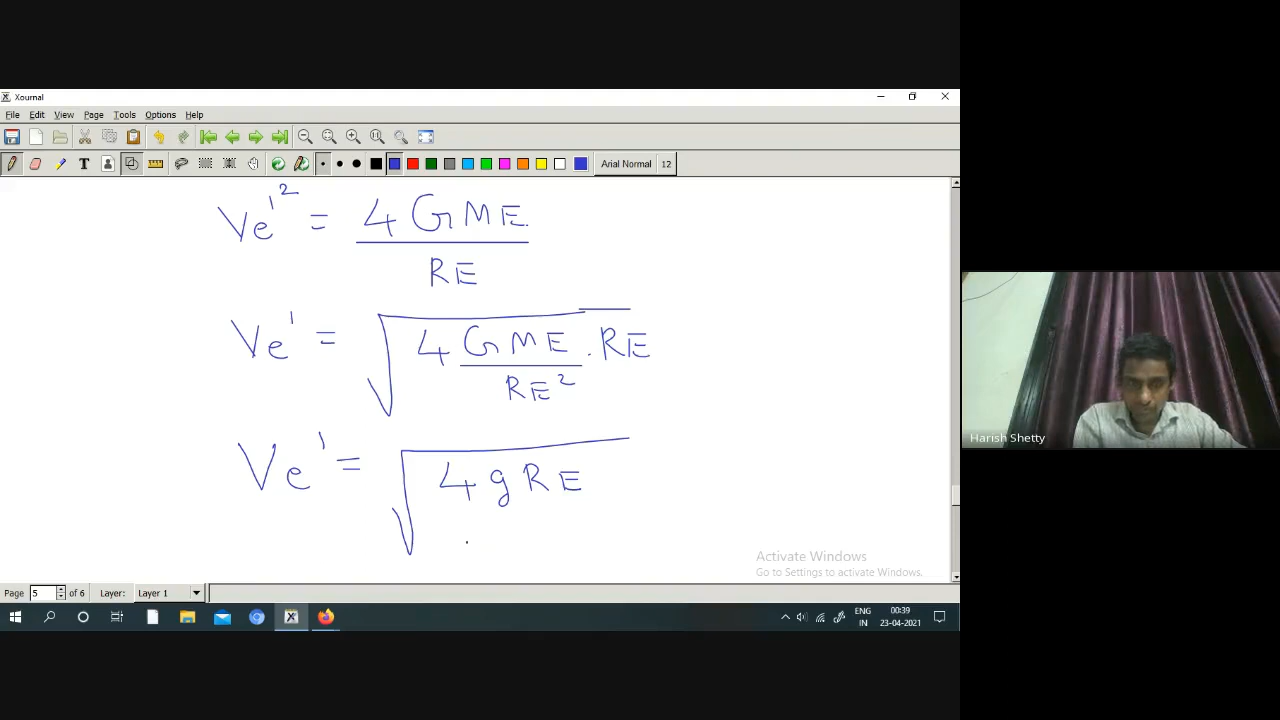 Xournal
File Edit View Page Tools Options Help
T Arial Normal 12
Ve'² = 4GME
RE
Ve' = √4 GME . RE
RE²
Ve' = √4gRE
Harish Shetty
Activate Windows
Go to Settings to activate Windows.
Page 5 of 6 Layer: Layer 1
ENG 00:39
IN 23-04-2021